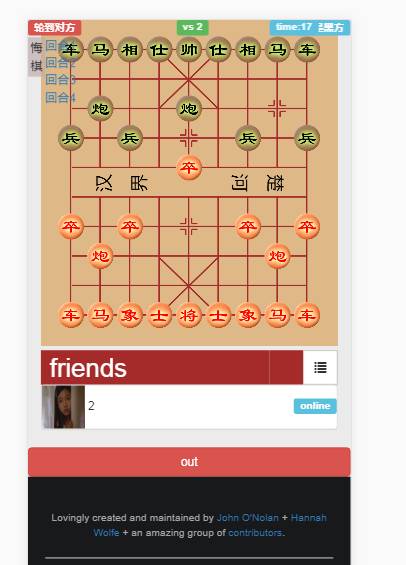 轮到对方
vs 2
time:17
是黑方
悔棋
回合1
回合2
回合3
回合4
车 马 相 仕 帅 仕 相 马 车
炮 炮
兵 兵 兵 兵
卒
汉 界 河 楚
卒 卒 卒 卒
炮 炮
车 马 象 士 将 士 象 马 车
friends
2
online
out
Lovingly created and maintained by John O'Nolan + Hannah
Wolfe + an amazing group of contributors.